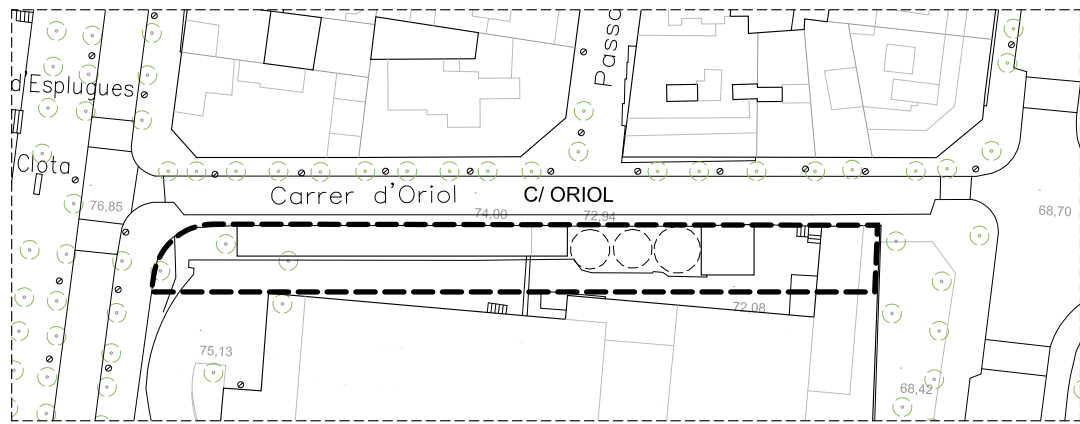 Passa
d'Esplugues
Clota
Carrer d'Oriol
C/ ORIOL
76,85
74,00
72,94
68,70
72,08
75,13
68,42